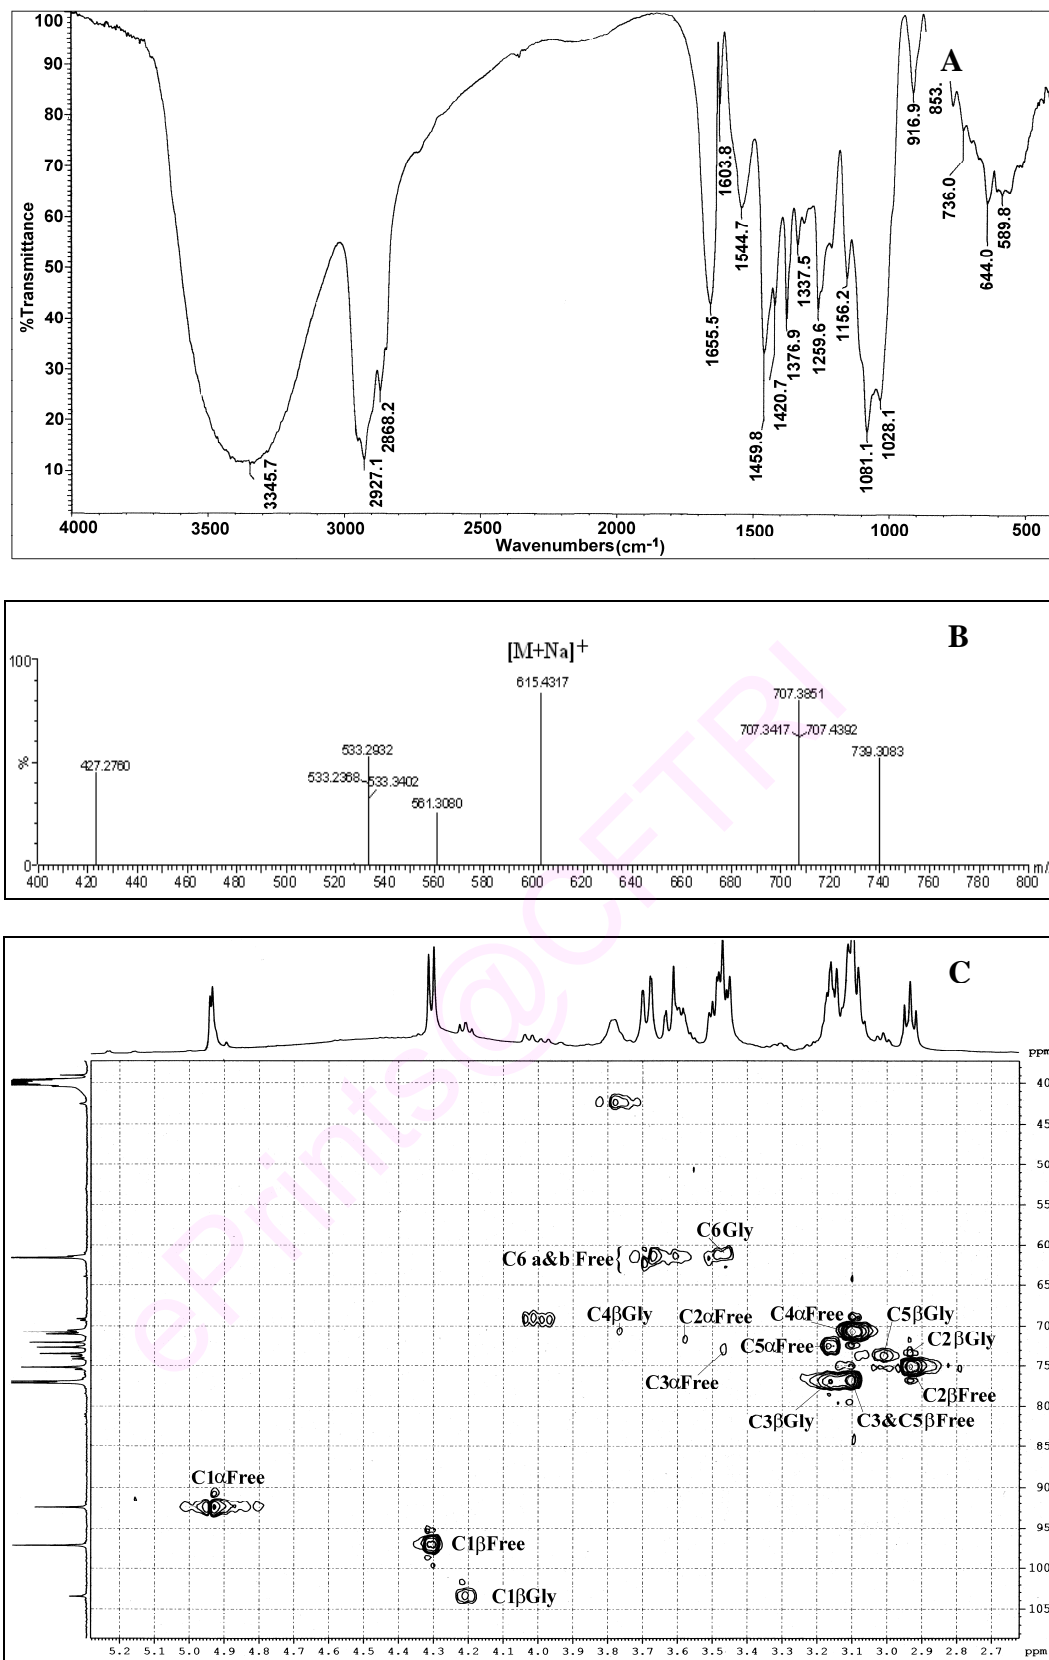 A
%Transmittance
100
90
80
70
60
50
40
30
20
10
3345.7
2927.1
2868.2
1655.5
1603.8
1544.7
1459.8
1420.7
1376.9
1337.5
1259.6
1156.2
1081.1
1028.1
916.9
853.
736.0
644.0
589.8
4000 3500 3000 2500 2000 1500 1000 500
Wavenumbers(cm-1)
B
[M+Na]+
100
%
0
427.2760
533.2932
533.2368 533.3402
561.3080
615.4317
707.3851
707.3417 707.4392
739.3083
400 420 440 460 480 500 520 540 560 580 600 620 640 660 680 700 720 740 760 780 800 m/
C
ppm
40
45
50
55
60
65
70
75
80
85
90
95
100
105
C6Gly
C6 a&b Free{
C4βGly C2αFree C4αFree C5βGly
C5αFree C2βGly
C3αFree C2βFree
C3βGly C3&C5βFree
C1αFree
C1βFree
C1βGly
5.2 5.1 5.0 4.9 4.8 4.7 4.6 4.5 4.4 4.3 4.2 4.1 4.0 3.9 3.8 3.7 3.6 3.5 3.4 3.3 3.2 3.1 3.0 2.9 2.8 2.7 ppm
ePrints@CFTRI